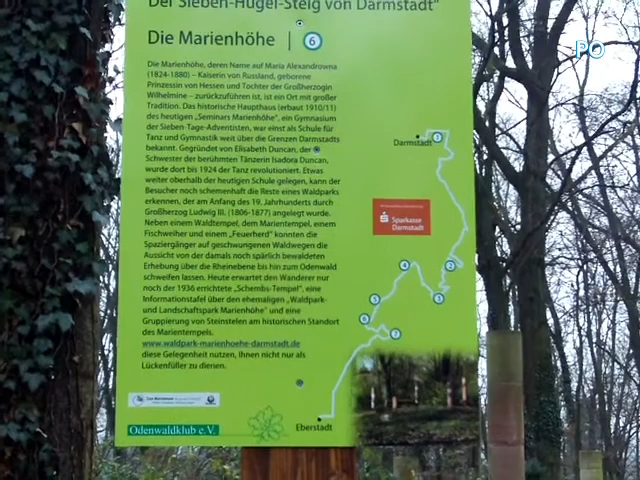 Der Sieben-Hügel-Steig von Darmstadt"
PO
Die Marienhöhe | 6
Die Marienhöhe, deren Name auf Maria Alexandrowna
(1824-1880) – Kaiserin von Russland, geborene
Prinzessin von Hessen und Tochter der Großherzogin
Wilhelmine – zurückzuführen ist, ist ein Ort mit großer
Tradition. Das historische Haupthaus (erbaut 1910/11)
des heutigen „Seminars Marienhöhe", ein Gymnasium
der Sieben-Tage-Adventisten, war einst als Schule für
Tanz und Gymnastik weit über die Grenzen Darmstadts
bekannt. Gegründet von Elisabeth Duncan, der
Schwester der berühmten Tänzerin Isadora Duncan,
wurde dort bis 1924 der Tanz revolutioniert. Etwas
weiter oberhalb der heutigen Schule gelegen, kann der
Besucher noch schemenhaft die Reste eines Waldparks
erkennen, der am Anfang des 19. Jahrhunderts durch
Großherzog Ludwig III. (1806-1877) angelegt wurde.
Neben einem Waldtempel, dem Marientempel, einem
Fischweiher und einem „Feuerherd" konnten die
Spaziergänger auf geschwungenen Waldwegen die
Aussicht von der damals noch spärlich bewaldeten
Erhebung über die Rheinebene bis hin zum Odenwald
schweifen lassen. Heute erwartet den Wanderer nur
noch der 1936 errichtete „Schembs-Tempel", eine
Informationstafel über den ehemaligen „Waldpark-
und Landschaftspark Marienhöhe" und eine
Gruppierung von Steinstelen am historischen Standort
des Marientempels.
www.waldpark-marienhoehe-darmstadt.de
diese Gelegenheit nutzen, Ihnen nicht nur als
Lückenfüller zu dienen.
Darmstadt
1
Sparkasse
Darmstadt
2
4
3
5
6
7
Odenwaldklub e.V.
Eberstadt